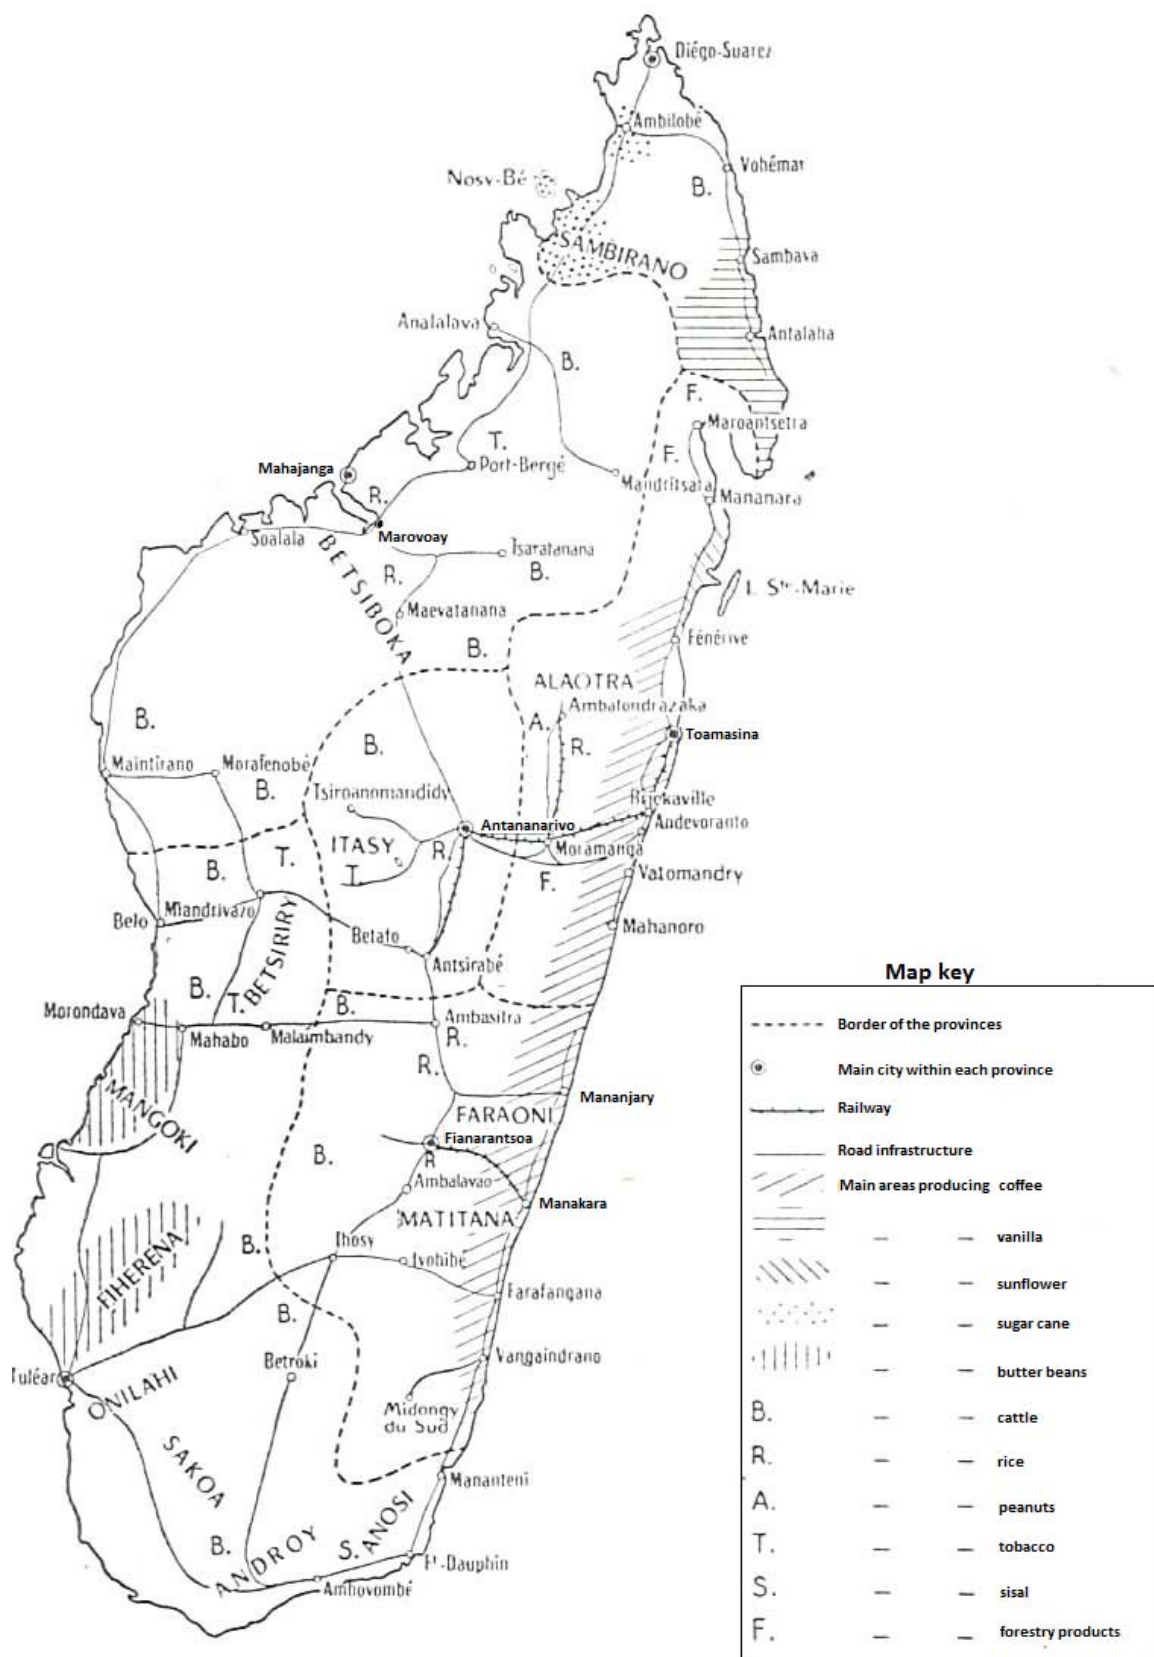 Diégo-Suarez
Ambilobé
Vohémar
Nosy-Bé
B.
SAMBIRANO
Sambava
Analalava
Antalaha
B.
F.
Maroantsetra
T.
F.
Mahajanga
Port-Bergé
Mandritsara
Mananara
R.
Soalala
Marovoay
BETSIBOKA
Tsaratanana
R.
B.
I. Ste-Marie
Maevatanana
B.
Fénérive
ALAOTRA
Ambatondrazaka
B.
A.
Toamasina
B.
R.
Maintirano
Morafenobé
B.
Tsiroanomandidy
Brickaville
Antananarivo
Andevoranto
ITASY
R.
Moramanga
B.
T.
T.
F.
Vatomandry
Belo
Miandrivazo
Mahanoro
BETSIRIRY
Betafo
Antsirabé
B.
Morondava
T.
B.
Ambasitra
Mahabo
Malaimbandy
R.
R.
MANGOKI
Mananjary
FARAONI
Fianarantsoa
B.
R
Ambalavao
Manakara
MATITANA
FIHERENA
B.
Ihosy
Ivohibé
Farafangana
B.
Tuléar
Betroki
Vangaindrano
ONILAHI
Midongy
du Sud
SAKOA
Mananteni
ANOSI
B.
ANDROY
S.
Ft-Dauphin
Ambovombé
Map key
Border of the provinces
Main city within each province
Railway
Road infrastructure
Main areas producing coffee
— — vanilla
— — sunflower
— — sugar cane
— — butter beans
B. — — cattle
R. — — rice
A. — — peanuts
T. — — tobacco
S. — — sisal
F. — — forestry products